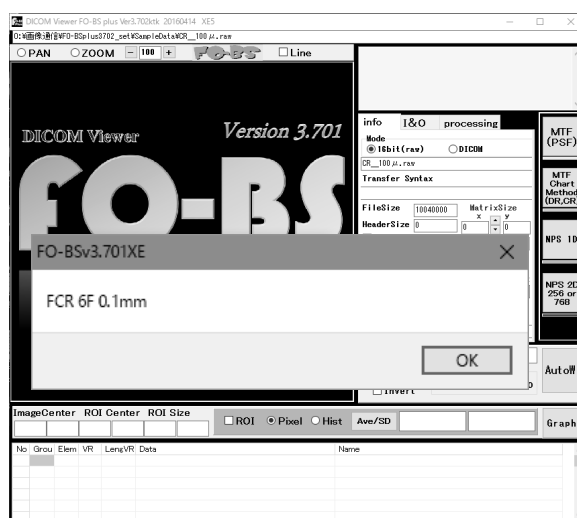 DICOM Viewer FO-BS plus Ver3.702ktk 20160414 XE5
O:¥画像通信¥FO-BSplus3702_set¥SampleData¥CR__100μ.raw
PAN ZOOM - 100 + FO-BS Line
DICOM Viewer Version 3.701
FO-BS
info I&O processing
Mode
16bit(raw) DICOM
CR__100μ.raw
Transfer Syntax
FileSize 10040000 MatrixSize
x y
HeaderSize 0 0 0
MTF
(PSF)
MTF
Chart
Method
(DR,CR
NPS 1D
NPS 2D
256 or
768
FO-BSv3.701XE
FCR 6F 0.1mm
OK
AutoW
Invert
ImageCenter ROI Center ROI Size
ROI Pixel Hist Ave/SD
Graph
No Grou Elem VR LengVR Data Name